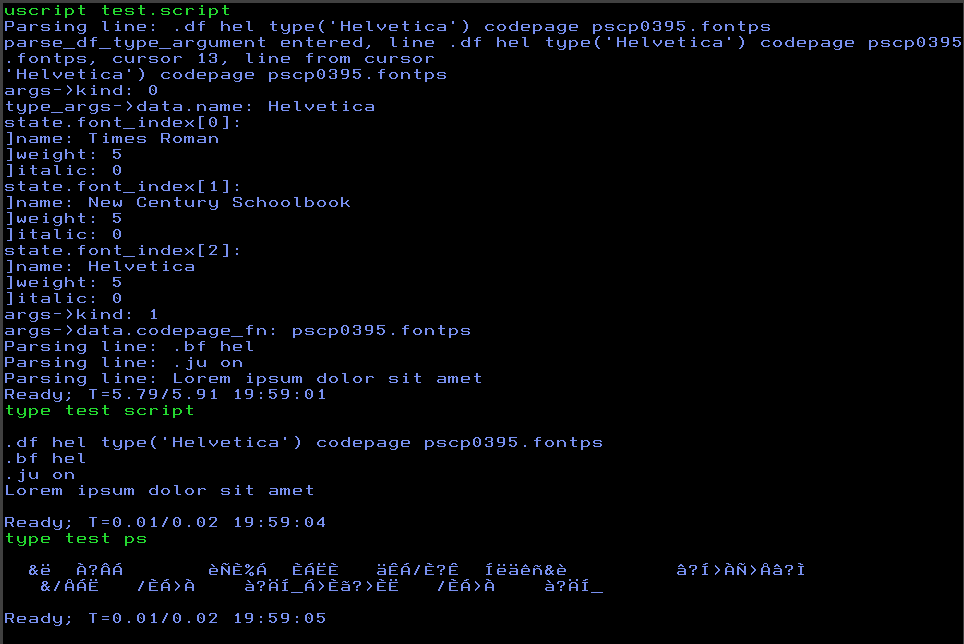 uscript test.script
Parsing line: .df hel type('Helvetica') codepage pscp0395.fontps
parse_df_type_argument entered, line .df hel type('Helvetica') codepage pscp0395
.fontps, cursor 13, line from cursor
'Helvetica') codepage pscp0395.fontps
args->kind: 0
type_args->data.name: Helvetica
state.font_index[0]:
]name: Times Roman
]weight: 5
]italic: 0
state.font_index[1]:
]name: New Century Schoolbook
]weight: 5
]italic: 0
state.font_index[2]:
]name: Helvetica
]weight: 5
]italic: 0
args->kind: 1
args->data.codepage_fn: pscp0395.fontps
Parsing line: .bf hel
Parsing line: .ju on
Parsing line: Lorem ipsum dolor sit amet
Ready; T=5.79/5.91 19:59:01
type test script
.df hel type('Helvetica') codepage pscp0395.fontps
.bf hel
.ju on
Lorem ipsum dolor sit amet
Ready; T=0.01/0.02 19:59:04
type test ps
&ë À?ÂÁ èÑÈ%Á ÈÁËÈ äÊÁ/È?Ê Íëäêñ&è â?Í>ÀÑ>Åâ?Ì
&/ÅÁË /ÈÁ>À à?ÄÍ_Á>Èã?>ÈË /ÈÁ>À à?ÄÍ_
Ready; T=0.01/0.02 19:59:05